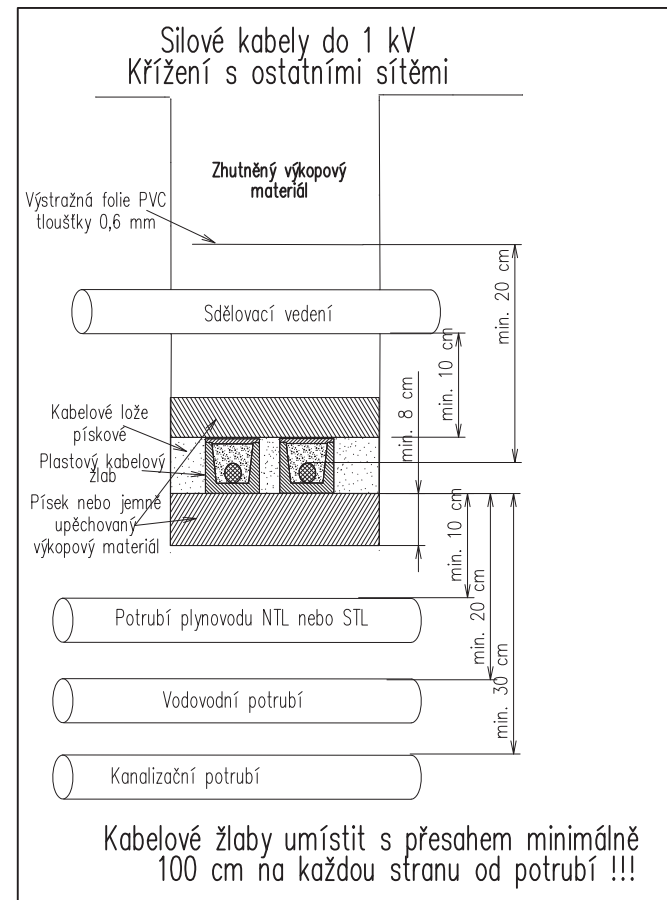 Silové kabely do 1 kV
Křížení s ostatními sítěmi
Zhutněný výkopový
materiál
Výstražná folie PVC
tloušťky 0,6 mm
min. 20 cm
Sdělovací vedení
min. 10 cm
min. 8 cm
Kabelové lože
pískové
Plastový kabelový
žlab
Písek nebo jemně
upěchovaný
výkopový materiál
min. 10 cm
min. 20 cm
min. 30 cm
Potrubí plynovodu NTL nebo STL
Vodovodní potrubí
Kanalizační potrubí
Kabelové žlaby umístit s přesahem minimálně
100 cm na každou stranu od potrubí !!!